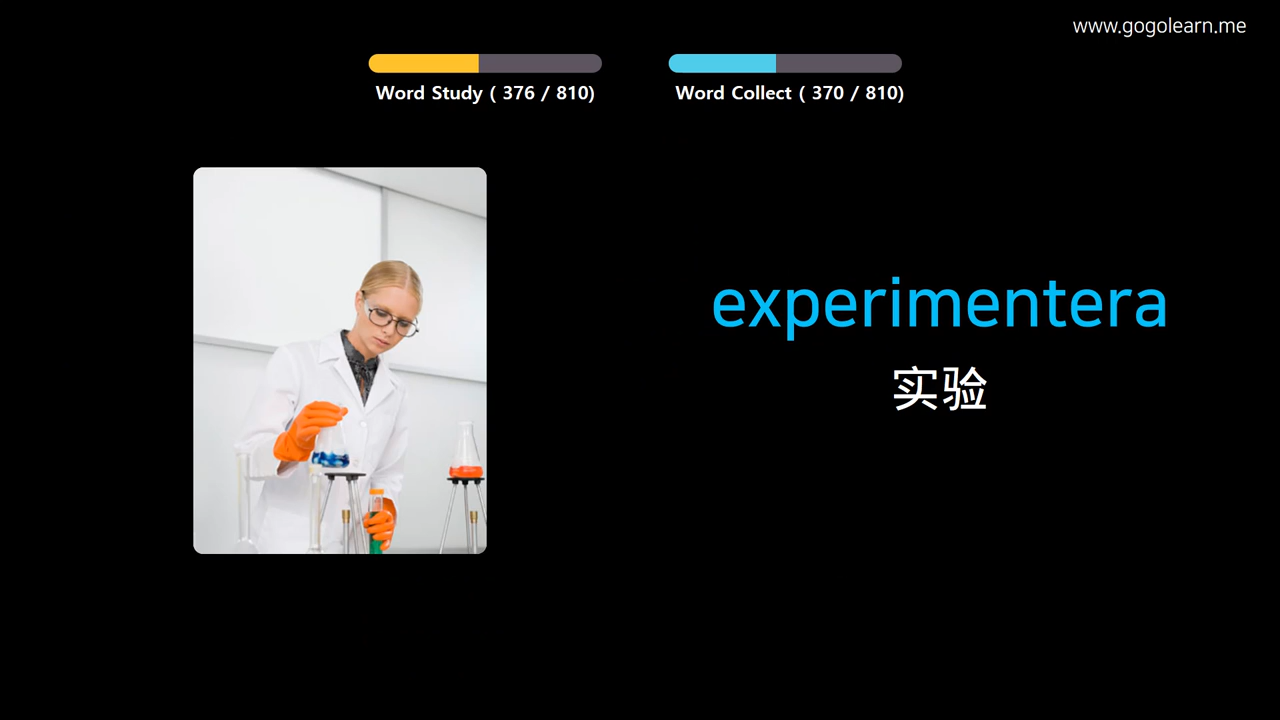 www.gogolearn.me
Word Study ( 376 / 810)
Word Collect ( 370 / 810)
experimentera
实验